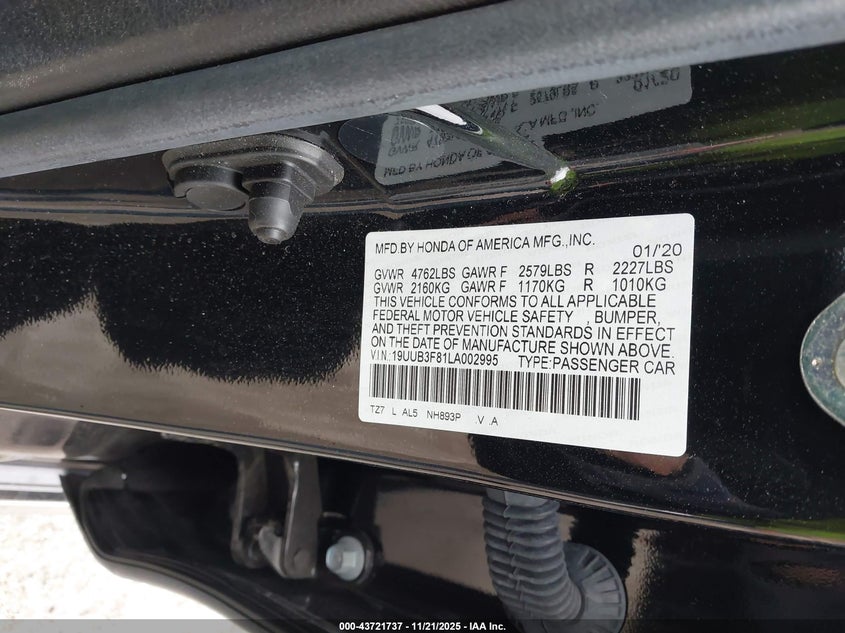 MFD.BY HONDA OF AMERICA MFG.,INC. 01/20
GVWR 4762LBS GAWR F 2579LBS R 2227LBS
GVWR 2160KG GAWR F 1170KG R 1010KG
THIS VEHICLE CONFORMS TO ALL APPLICABLE
FEDERAL MOTOR VEHICLE SAFETY , BUMPER,
AND THEFT PREVENTION STANDARDS IN EFFECT
ON THE DATE OF MANUFACTURE SHOWN ABOVE.
VIN:19UUB3F81LA002995 TYPE:PASSENGER CAR
TZ7 L AL5 NH893P .V .A
000-43721737 - 11/21/2025 - IAA Inc.